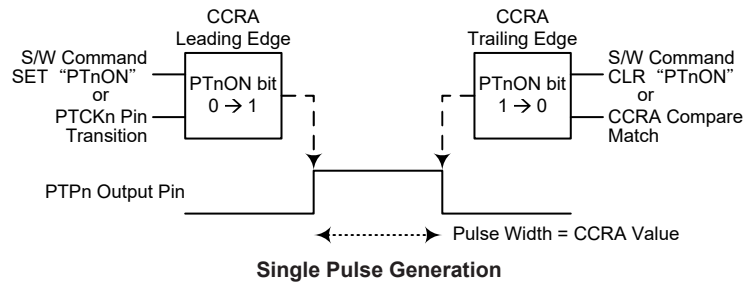 CCRA
Leading Edge
S/W Command
SET “PTnON”
or
PTCKn Pin
Transition
PTnON bit
0 → 1
CCRA
Trailing Edge
PTnON bit
1 → 0
S/W Command
CLR “PTnON”
or
CCRA Compare
Match
PTPn Output Pin
Pulse Width = CCRA Value
Single Pulse Generation